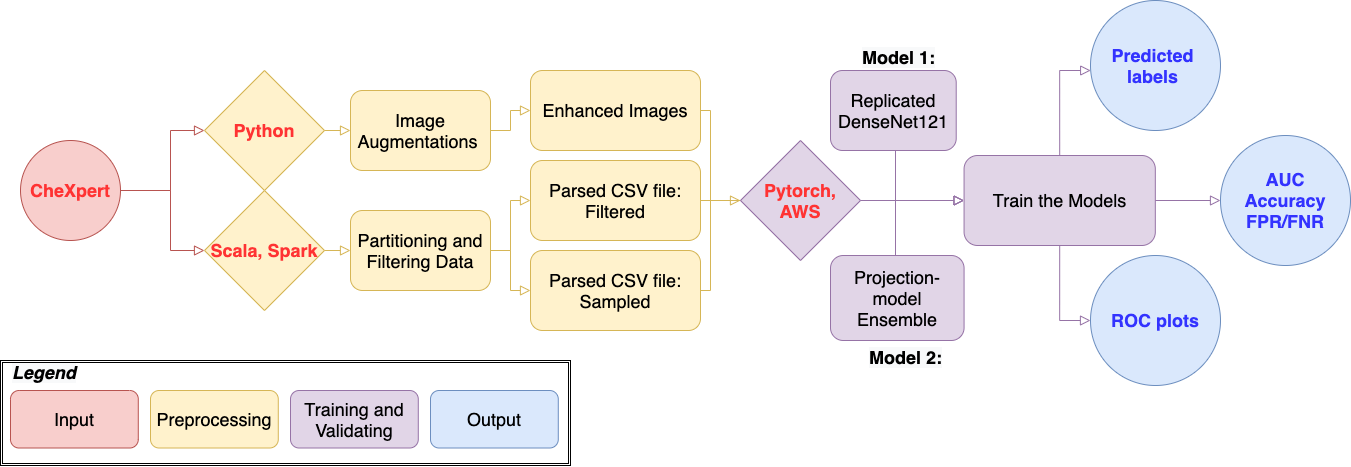 CheXpert
Python
Scala, Spark
Image
Augmentations
Partitioning and
Filtering Data
Enhanced Images
Parsed CSV file:
Filtered
Parsed CSV file:
Sampled
Pytorch,
AWS
Model 1:
Replicated
DenseNet121
Projection-
model
Ensemble
Model 2:
Train the Models
Predicted
labels
AUC
Accuracy
FPR/FNR
ROC plots
Legend
Input
Preprocessing
Training and
Validating
Output